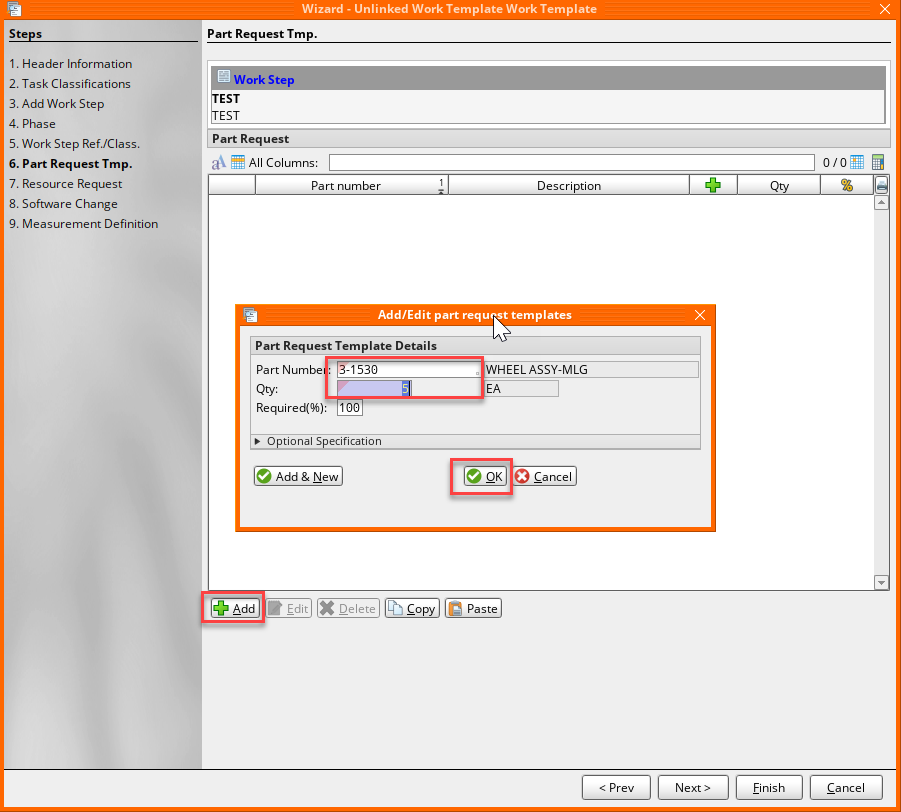 Wizard - Unlinked Work Template Work Template
Steps
1. Header Information
2. Task Classifications
3. Add Work Step
4. Phase
5. Work Step Ref./Class.
6. Part Request Tmp.
7. Resource Request
8. Software Change
9. Measurement Definition
Part Request Tmp.
Work Step
TEST
TEST
Part Request
All Columns: 0 / 0
Part number 1 Description Qty %
Add/Edit part request templates
Part Request Template Details
Part Number: 3-1530 WHEEL ASSY-MLG
Qty: 5 EA
Required(%): 100
Optional Specification
Add & New OK Cancel
Add Edit Delete Copy Paste
< Prev Next > Finish Cancel